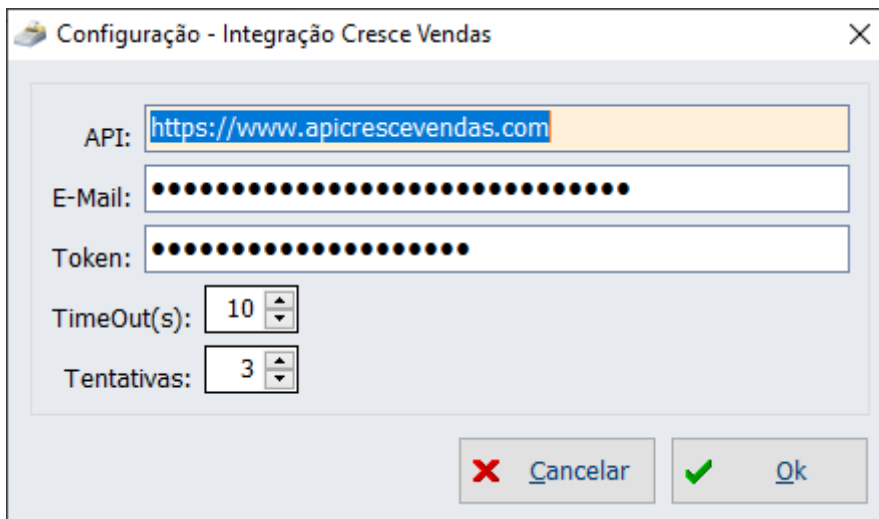 Configuração - Integração Cresce Vendas
API: https://www.apicrescevendas.com
E-Mail: ●●●●●●●●●●●●●●●●●●●●●●●●●●●●●●
Token: ●●●●●●●●●●●●●●●●●●●●
TimeOut(s): 10
Tentativas: 3
Cancelar
Ok